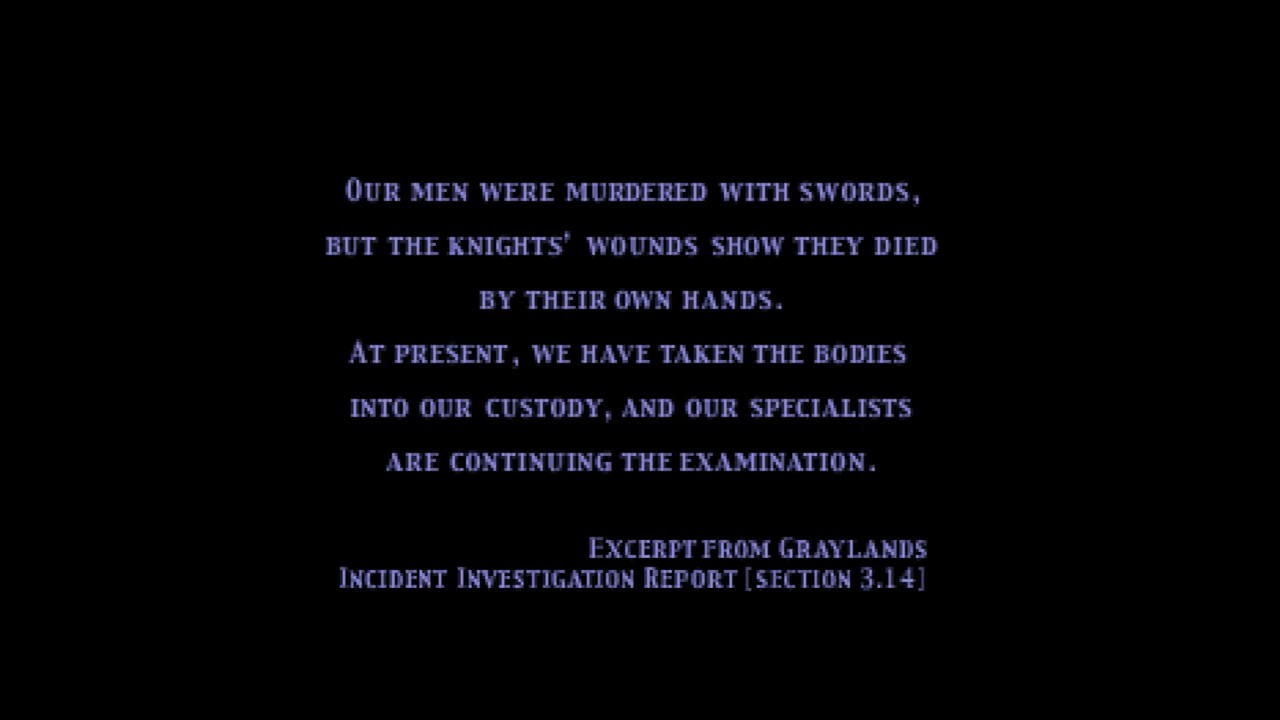 Our men were murdered with swords,
but the knights' wounds show they died
by their own hands.
At present, we have taken the bodies
into our custody, and our specialists
are continuing the examination.
Excerpt from Graylands
Incident Investigation Report [section 3.14]